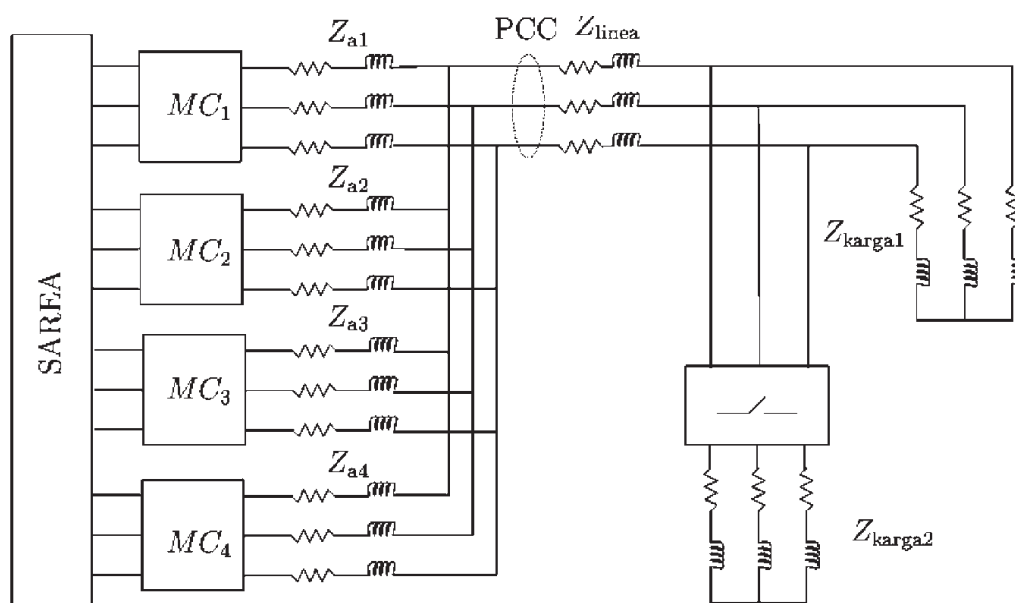 Z_a1
PCC
Z_linea
MC_1
Z_a2
MC_2
Z_karga1
SAREA
Z_a3
MC_3
Z_a4
MC_4
Z_karga2